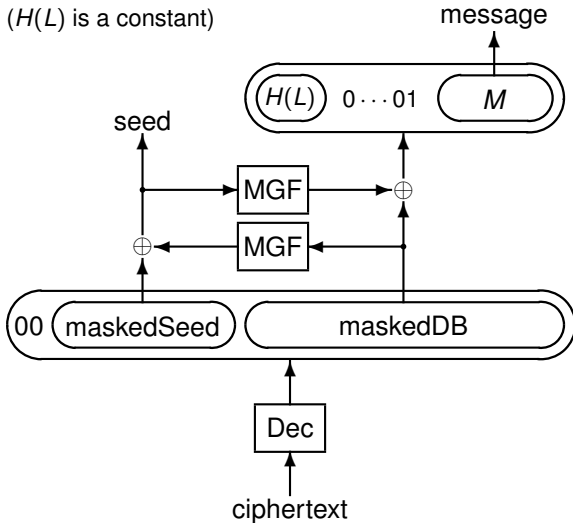 (H(L) is a constant)
message
H(L) 0 ⋯ 01 M
seed
MGF
MGF
00 maskedSeed maskedDB
Dec
ciphertext